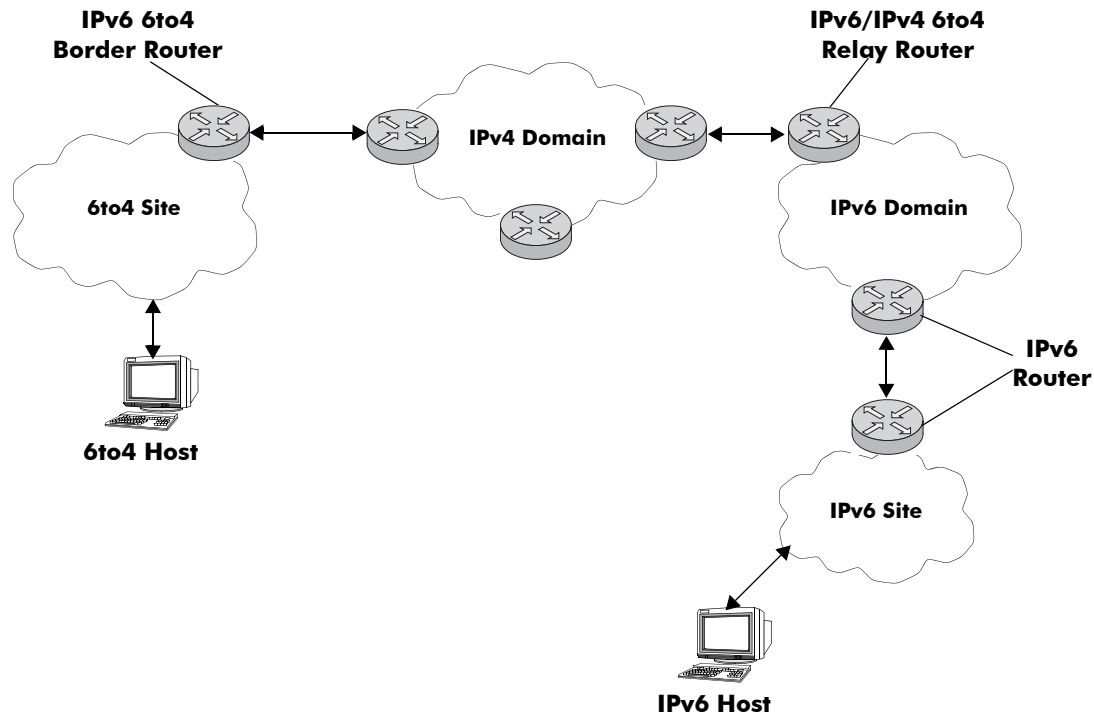 IPv6 6to4
Border Router
IPv6/IPv4 6to4
Relay Router
IPv4 Domain
6to4 Site
IPv6 Domain
IPv6
Router
6to4 Host
IPv6 Site
IPv6 Host